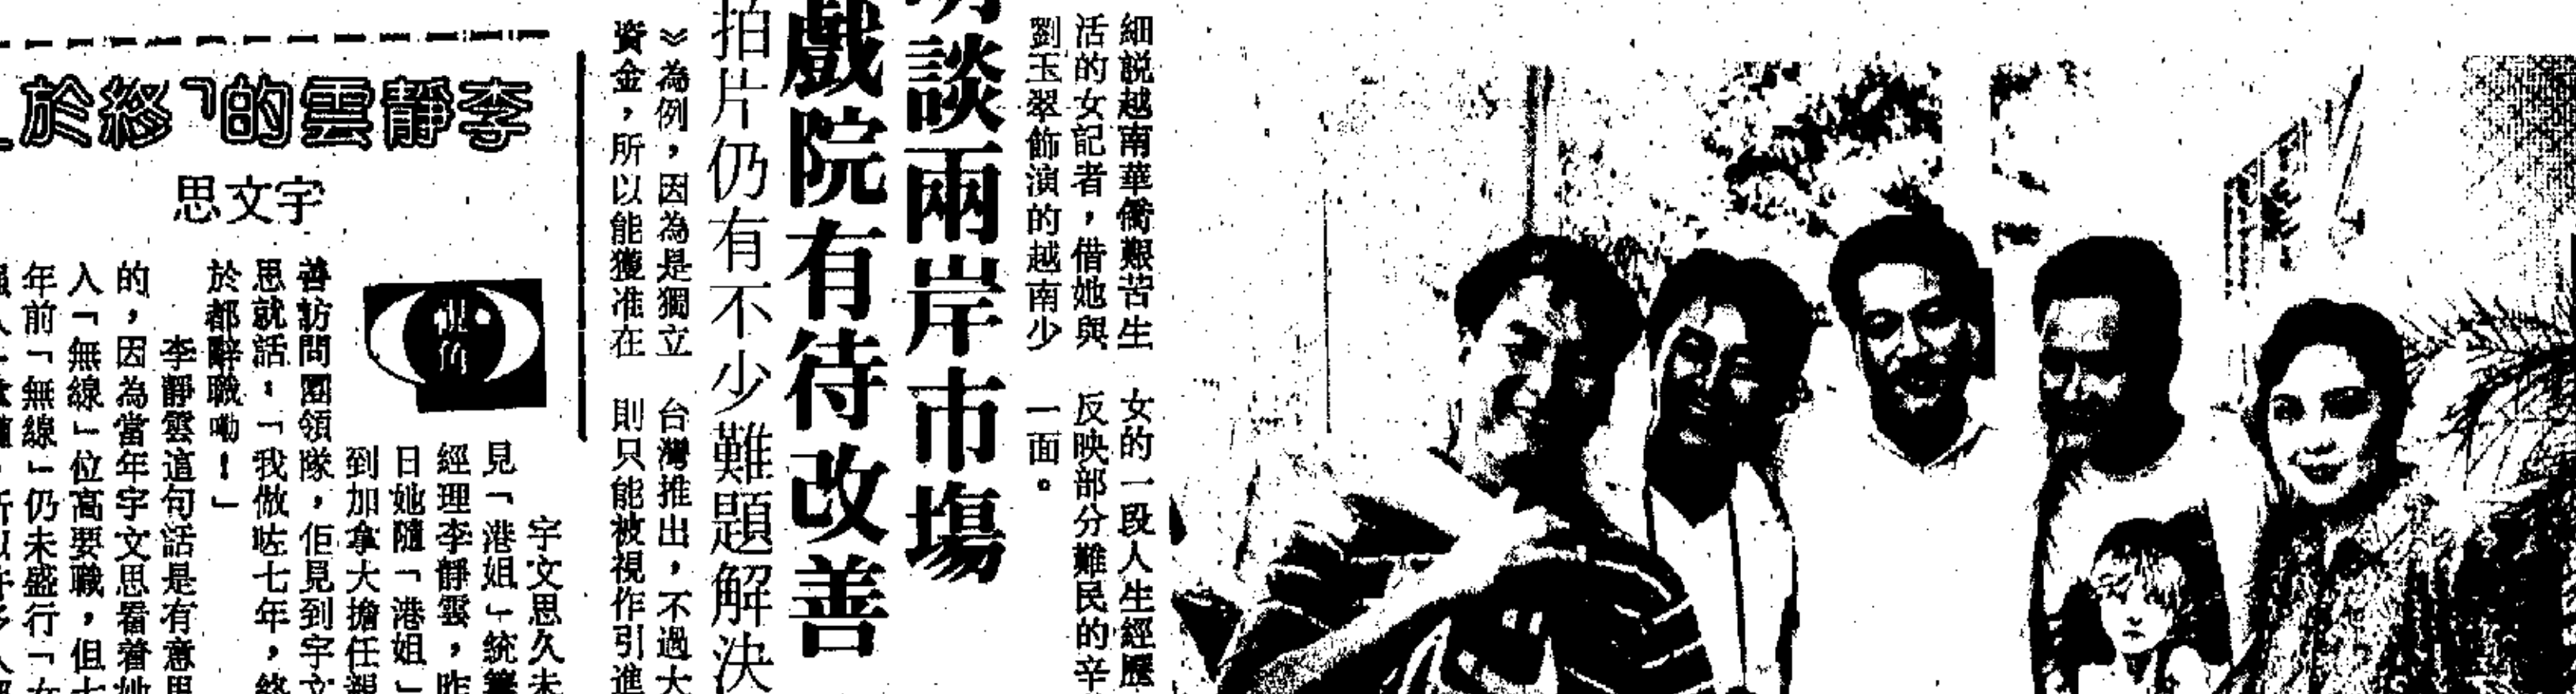 細説越南華僑艱苦生
活的女記者，借她與
劉玉翠飾演的越南少
女的一段人生經歷
反映部分難民的辛
一面。
談兩岸市場
戲院有待改善
拍片仍有不少難題解決
》為例，因為是獨立
資金，所以能獲准在
台灣推出，不過大
則只能被視作引進
李靜雲的「終於
宇文思
宇文思久未
見「港姐」統籌
經理李靜雲，昨
日她隨「港姐」
到加拿大擔任親
善訪問團領隊，佢見到宇文
思就話：「我做咗七年，終
於都辭職嘞！」
李靜雲這句話是有意思
的，因為當年宇文思看着她
入「無線」位高要職，但七
年前「無線」仍未盛行「女